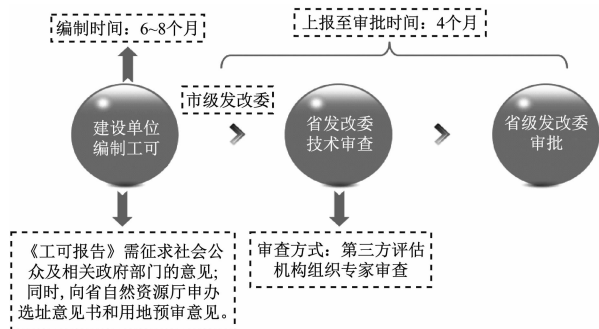 编制时间：6~8个月
上报至审批时间：4个月
市级发改委
建设单位
编制工可
省发改委
技术审查
省级发改委
审批
《工可报告》需征求社会公
众及相关政府部门的意见；
同时,向省自然资源厅申办
选址意见书和用地预审意见。
审查方式：第三方评估
机构组织专家审查